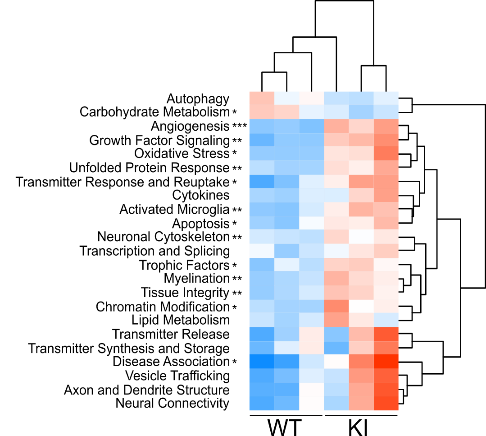 Autophagy
Carbohydrate Metabolism *
Angiogenesis ***
Growth Factor Signaling **
Oxidative Stress *
Unfolded Protein Response **
Transmitter Response and Reuptake *
Cytokines
Activated Microglia **
Apoptosis *
Neuronal Cytoskeleton **
Transcription and Splicing
Trophic Factors *
Myelination **
Tissue Integrity **
Chromatin Modification *
Lipid Metabolism
Transmitter Release
Transmitter Synthesis and Storage
Disease Association *
Vesicle Trafficking
Axon and Dendrite Structure
Neural Connectivity
WT KI